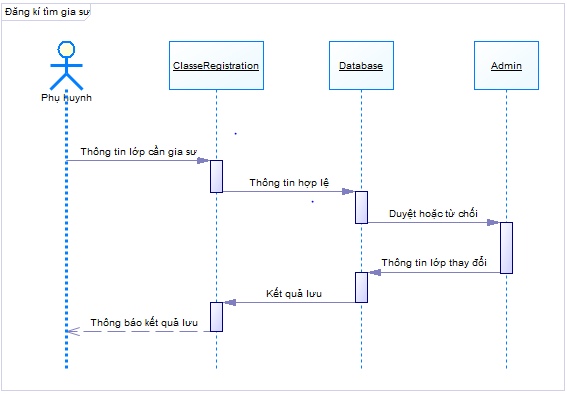 Đăng kí tìm gia sư
ClasseRegistration
Database
Admin
Phụ huynh
Thông tin lớp cần gia sư
Thông tin hợp lệ
Duyệt hoặc từ chối
Thông tin lớp thay đổi
Kết quả lưu
Thông báo kết quả lưu